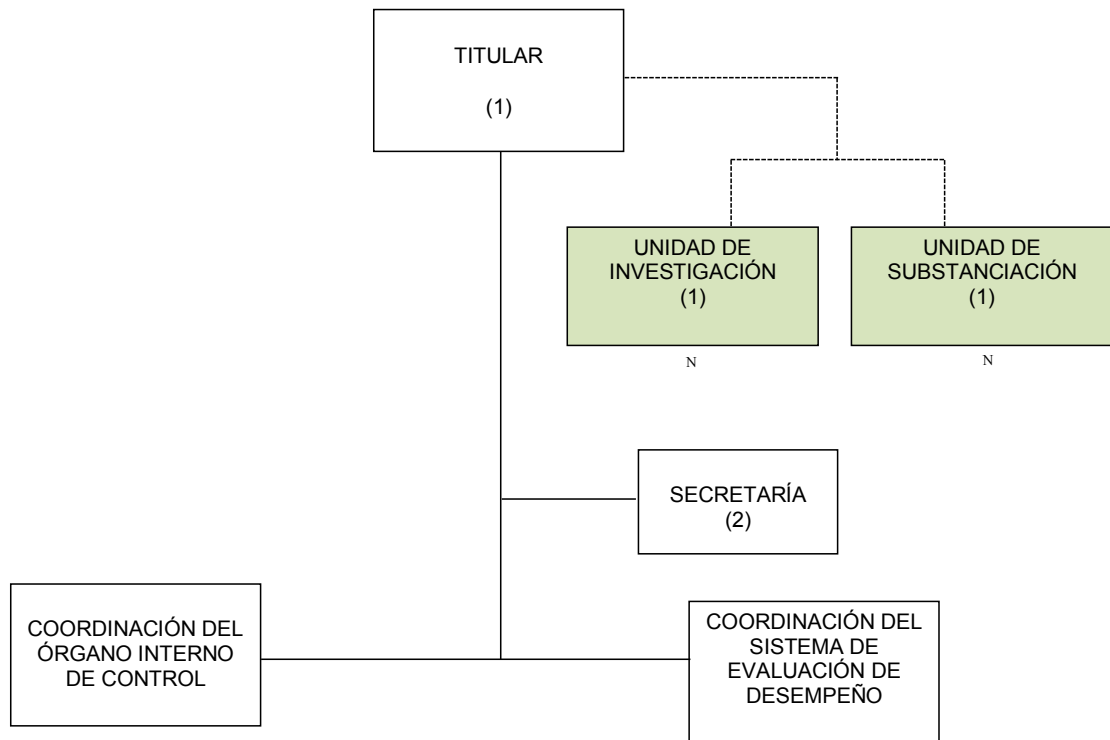 TITULAR
(1)
UNIDAD DE
INVESTIGACIÓN
(1)
UNIDAD DE
SUBSTANCIACIÓN
(1)
N
N
SECRETARÍA
(2)
COORDINACIÓN DEL
ÓRGANO INTERNO
DE CONTROL
COORDINACIÓN DEL
SISTEMA DE
EVALUACIÓN DE
DESEMPEÑO